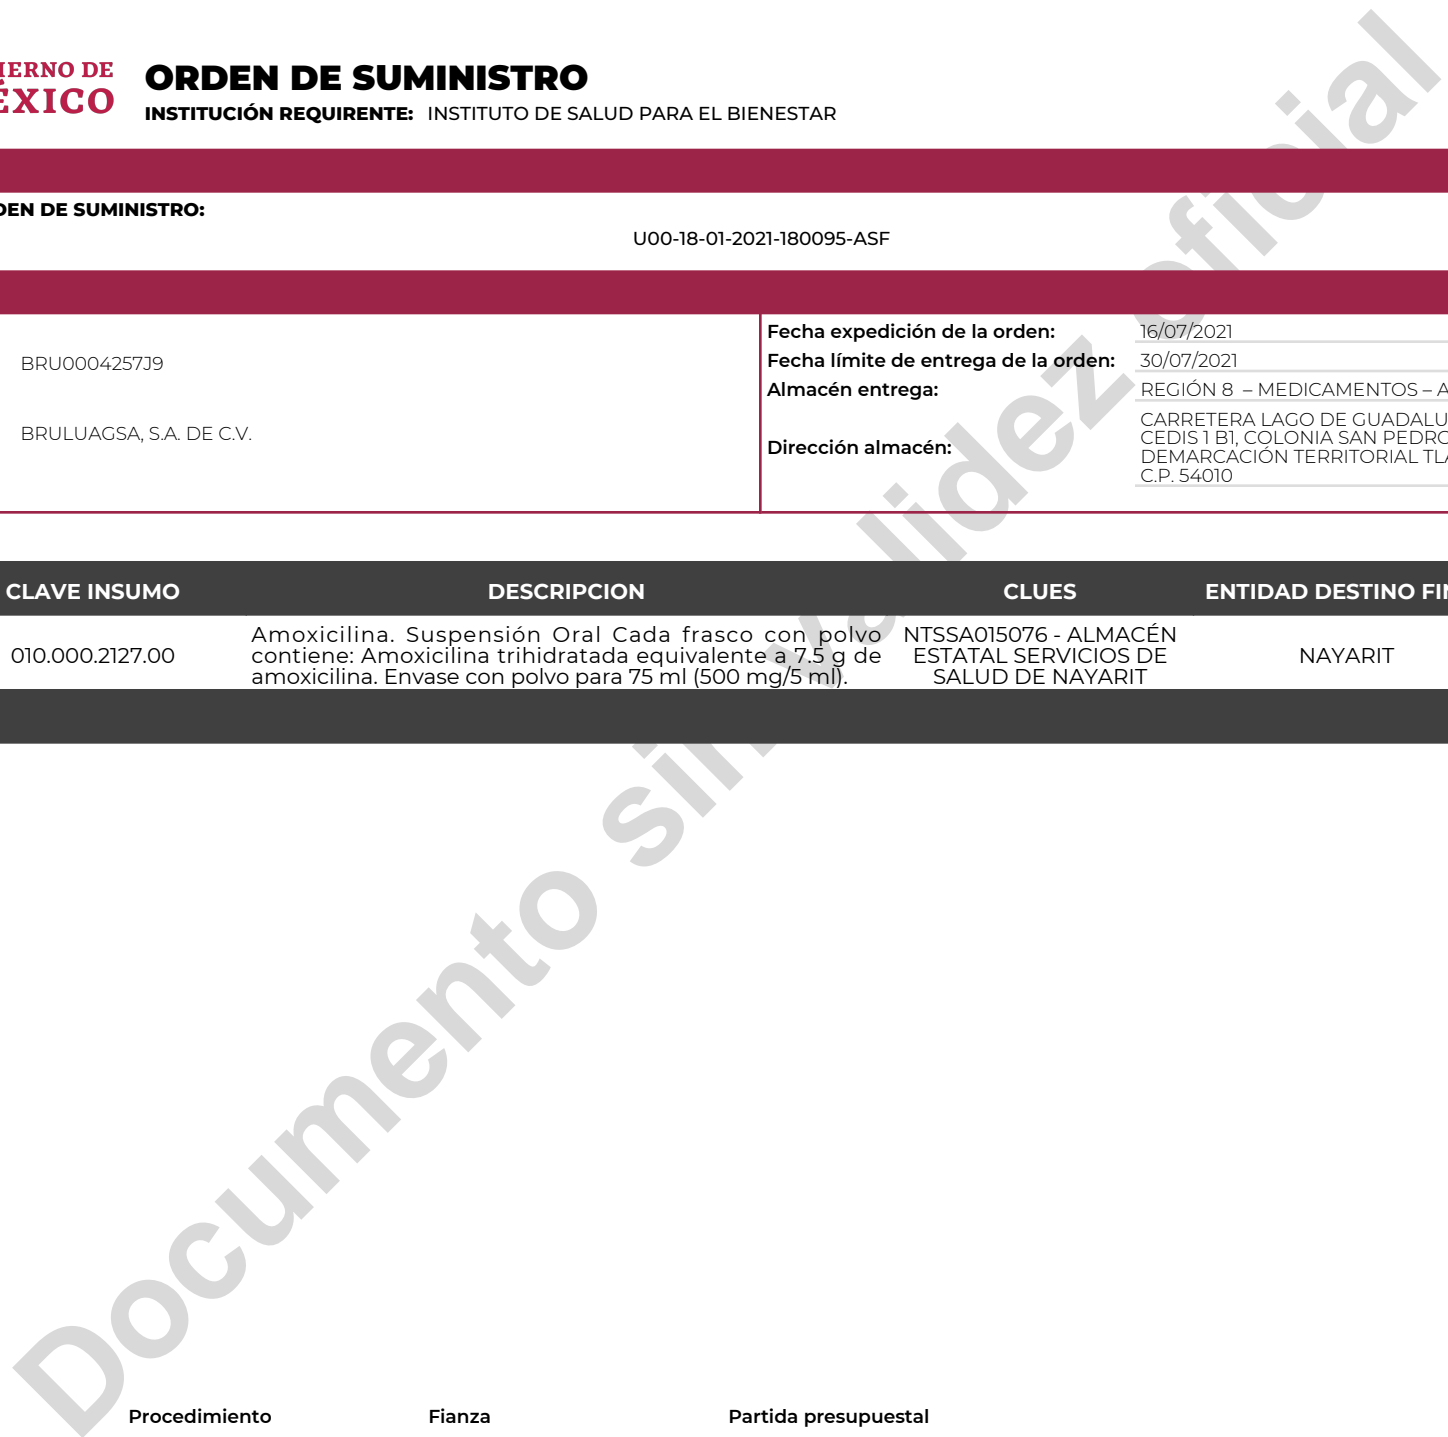 IERNO DE
ÉXICO
ORDEN DE SUMINISTRO
INSTITUCIÓN REQUIRENTE: INSTITUTO DE SALUD PARA EL BIENESTAR
DEN DE SUMINISTRO:
U00-18-01-2021-180095-ASF
BRU0004257J9
BRULUAGSA, S.A. DE C.V.
Fecha expedición de la orden: 16/07/2021
Fecha límite de entrega de la orden: 30/07/2021
Almacén entrega: REGIÓN 8 – MEDICAMENTOS – A
Dirección almacén:
CARRETERA LAGO DE GUADALU
CEDIS 1 B1, COLONIA SAN PEDRO
DEMARCACIÓN TERRITORIAL TLA
C.P. 54010
CLAVE INSUMO DESCRIPCION CLUES ENTIDAD DESTINO FIN
010.000.2127.00
Amoxicilina. Suspensión Oral Cada frasco con polvo
contiene: Amoxicilina trihidratada equivalente a 7.5 g de
amoxicilina. Envase con polvo para 75 ml (500 mg/5 ml).
NTSSA015076 - ALMACÉN
ESTATAL SERVICIOS DE
SALUD DE NAYARIT
NAYARIT
Documento sin validez oficial
Procedimiento Fianza Partida presupuestal